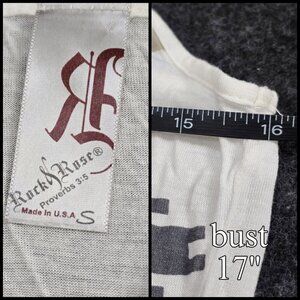 R&R
Rock & Rose®
Proverbs 3:5
Made In U.S.A
S
15 16
bust
17"